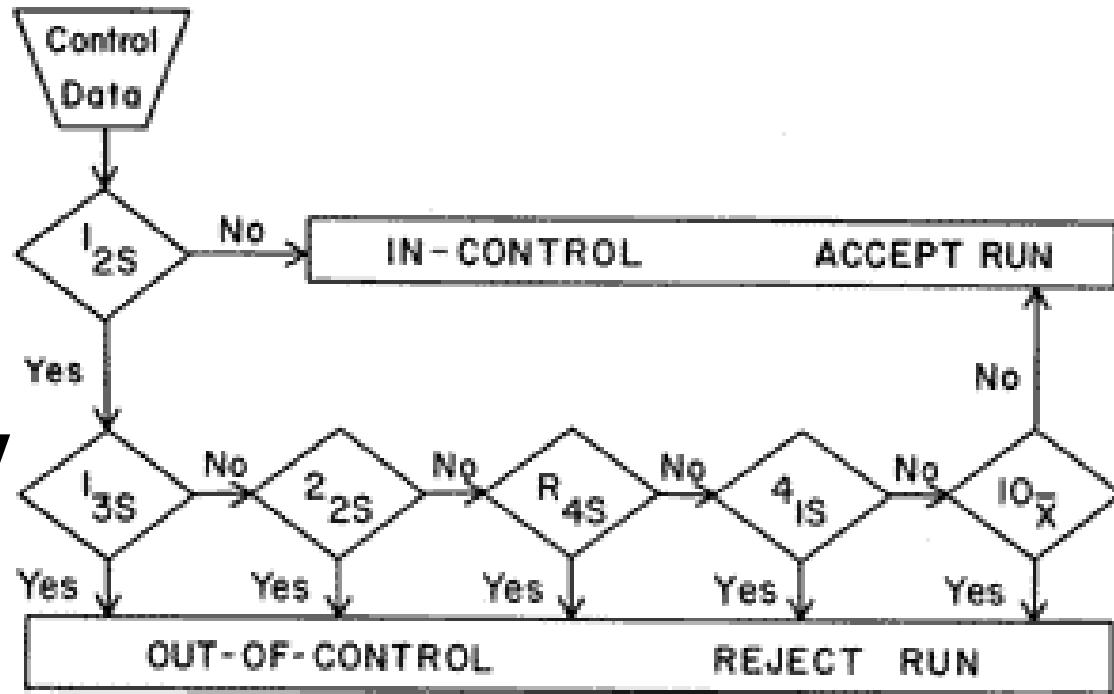 Control
Data
1
2S
No
IN-CONTROL ACCEPT RUN
Yes
No
1
3S
No
2
2S
No
R
4S
No
4
1S
No
10
X̅
Yes
Yes
Yes
Yes
Yes
OUT-OF-CONTROL REJECT RUN